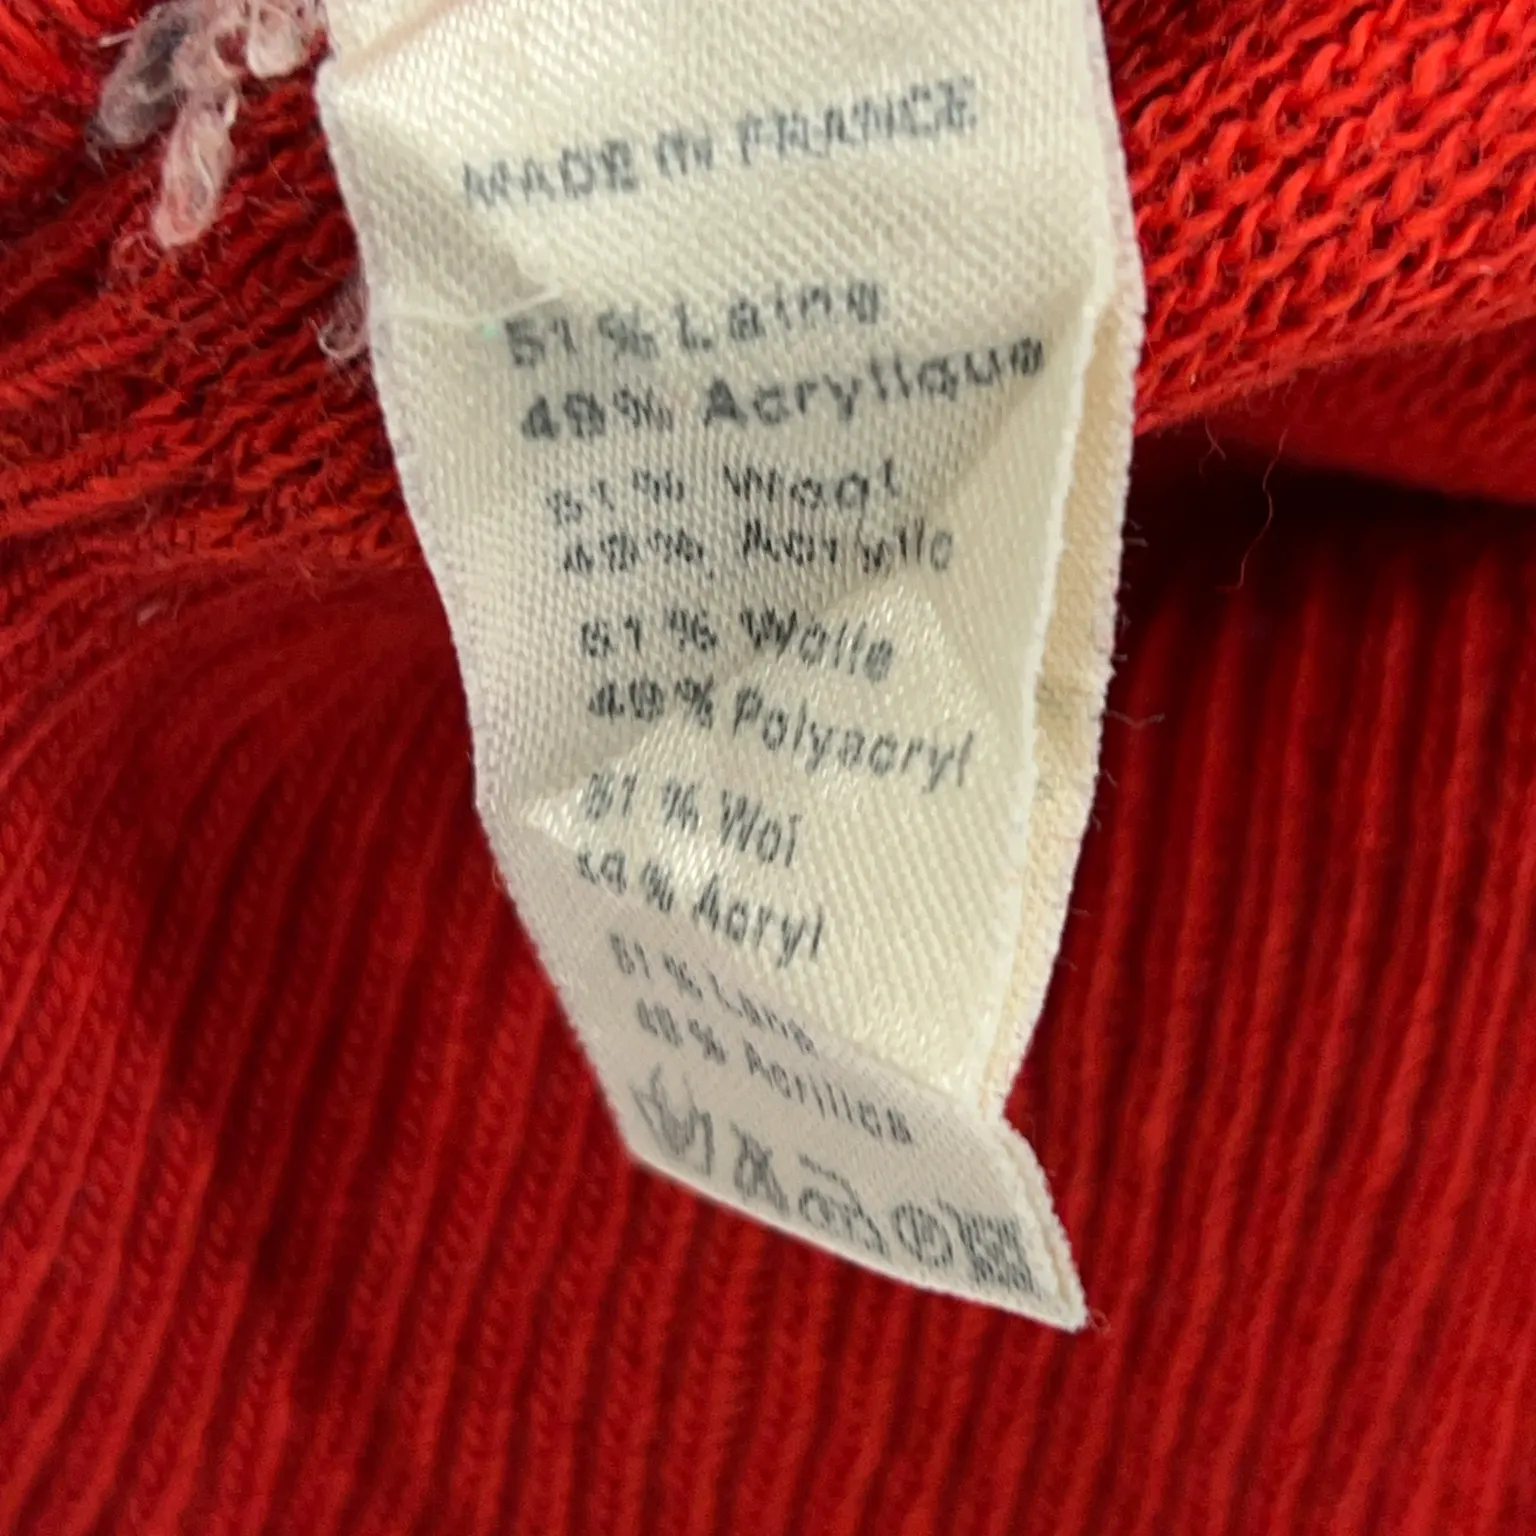 MADE IN FRANCE
51% Laine
49% Acrylique
51% Wool
49% Acrylic
51% Wolle
49% Polyacryl
51% Wol
49% Acryl
51% Lana
49% Acrilica